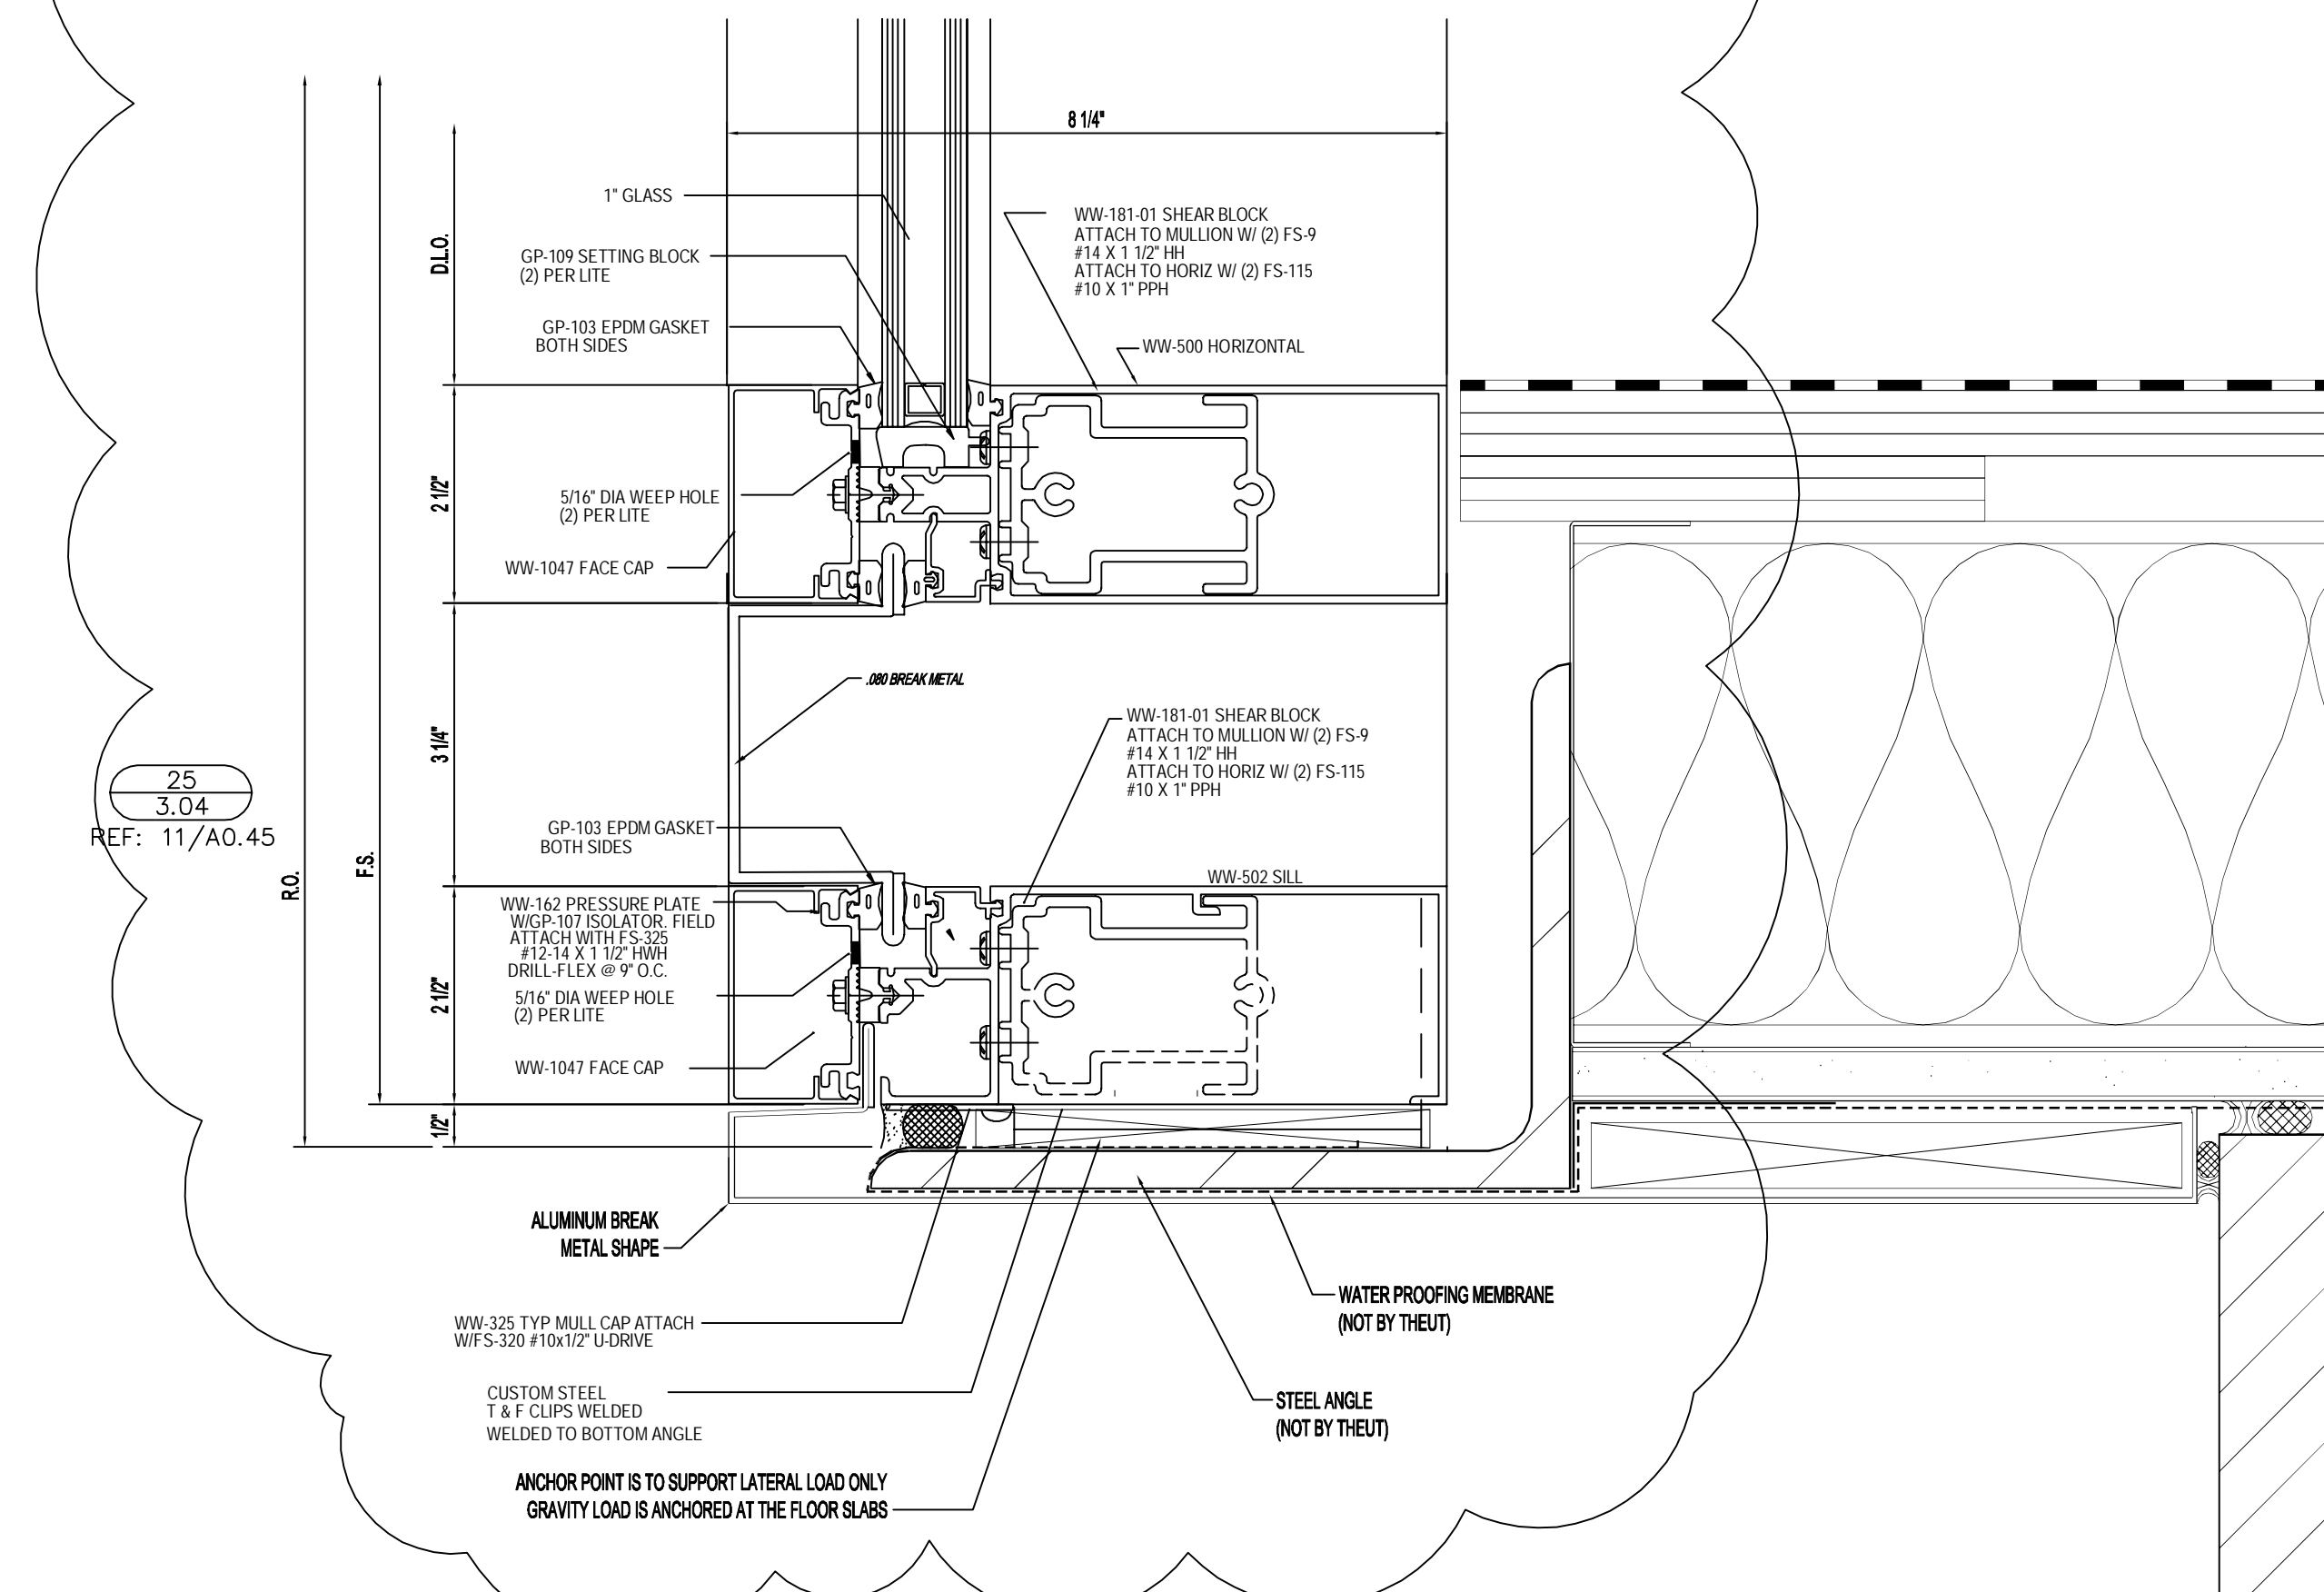 8 1/4"
1" GLASS
GP-109 SETTING BLOCK
(2) PER LITE
GP-103 EPDM GASKET
BOTH SIDES
WW-181-01 SHEAR BLOCK
ATTACH TO MULLION W/ (2) FS-9
#14 X 1 1/2" HH
ATTACH TO HORIZ W/ (2) FS-115
#10 X 1" PPH
WW-500 HORIZONTAL
D.L.O.
2 1/2"
5/16" DIA WEEP HOLE
(2) PER LITE
WW-1047 FACE CAP
.080 BREAK METAL
3 1/4"
WW-181-01 SHEAR BLOCK
ATTACH TO MULLION W/ (2) FS-9
#14 X 1 1/2" HH
ATTACH TO HORIZ W/ (2) FS-115
#10 X 1" PPH
25
3.04
REF: 11/A0.45
R.O.
F.S.
GP-103 EPDM GASKET
BOTH SIDES
WW-502 SILL
WW-162 PRESSURE PLATE
W/GP-107 ISOLATOR. FIELD
ATTACH WITH FS-325
#12-14 X 1 1/2" HWH
DRILL-FLEX @ 9" O.C.
2 1/2"
5/16" DIA WEEP HOLE
(2) PER LITE
WW-1047 FACE CAP
1/2"
ALUMINUM BREAK
METAL SHAPE
WATER PROOFING MEMBRANE
(NOT BY THEUT)
WW-325 TYP MULL CAP ATTACH
W/FS-320 #10x1/2" U-DRIVE
CUSTOM STEEL
T & F CLIPS WELDED
WELDED TO BOTTOM ANGLE
STEEL ANGLE
(NOT BY THEUT)
ANCHOR POINT IS TO SUPPORT LATERAL LOAD ONLY
GRAVITY LOAD IS ANCHORED AT THE FLOOR SLABS